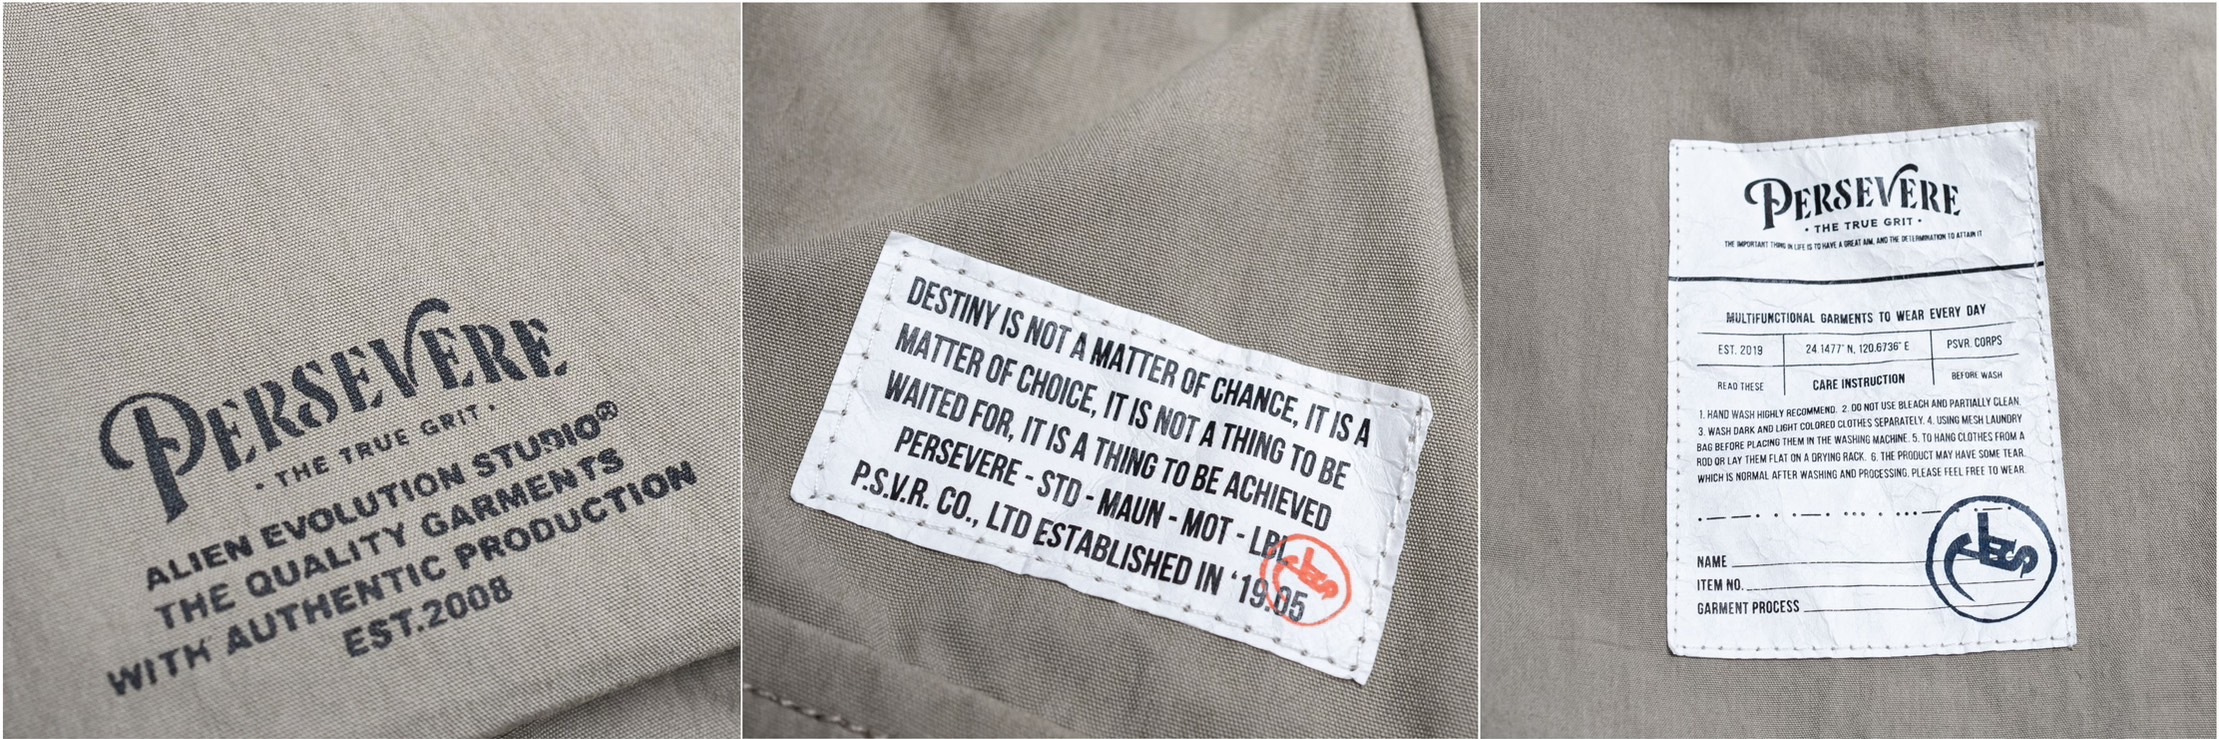 PERSEVERE
· THE TRUE GRIT ·
ALIEN EVOLUTION STUDIO®
THE QUALITY GARMENTS
WITH AUTHENTIC PRODUCTION
EST.2008
DESTINY IS NOT A MATTER OF CHANCE, IT IS A
MATTER OF CHOICE, IT IS NOT A THING TO BE
WAITED FOR, IT IS A THING TO BE ACHIEVED
PERSEVERE - STD - MAUN - MOT - LBL
P.S.V.R. CO., LTD ESTABLISHED IN ‘19.05
PERSEVERE
· THE TRUE GRIT ·
THE IMPORTANT THING IN LIFE IS TO HAVE A GREAT AIM, AND THE DETERMINATION TO ATTAIN IT
MULTIFUNCTIONAL GARMENTS TO WEAR EVERY DAY
EST. 2019 24.1477° N, 120.6736° E PSVR. CORPS
READ THESE CARE INSTRUCTION BEFORE WASH
1. HAND WASH HIGHLY RECOMMEND. 2. DO NOT USE BLEACH AND PARTIALLY CLEAN.
3. WASH DARK AND LIGHT COLORED CLOTHES SEPARATELY. 4. USING MESH LAUNDRY
BAG BEFORE PLACING THEM IN THE WASHING MACHINE. 5. TO HANG CLOTHES FROM A
ROD OR LAY THEM FLAT ON A DRYING RACK. 6. THE PRODUCT MAY HAVE SOME TEAR.
WHICH IS NORMAL AFTER WASHING AND PROCESSING. PLEASE FEEL FREE TO WEAR.
NAME
ITEM NO.
GARMENT PROCESS